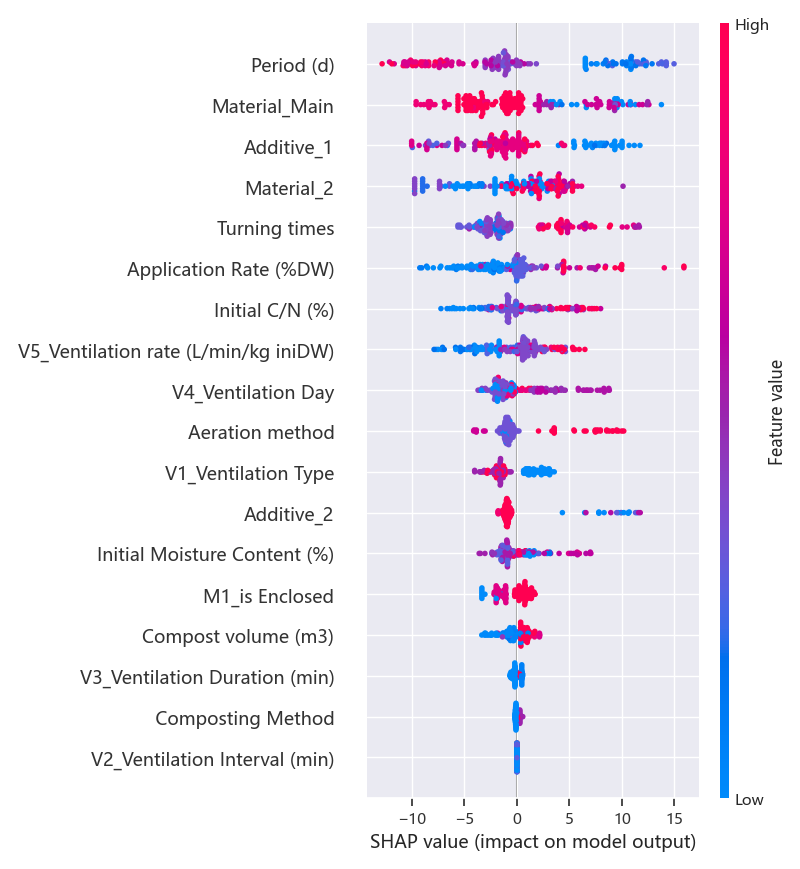 High
Period (d)
Material_Main
Additive_1
Material_2
Turning times
Application Rate (%DW)
Initial C/N (%)
V5_Ventilation rate (L/min/kg iniDW)
V4_Ventilation Day
Aeration method
V1_Ventilation Type
Additive_2
Initial Moisture Content (%)
M1_is Enclosed
Compost volume (m3)
V3_Ventilation Duration (min)
Composting Method
V2_Ventilation Interval (min)
Feature value
Low
−10 −5 0 5 10 15
SHAP value (impact on model output)